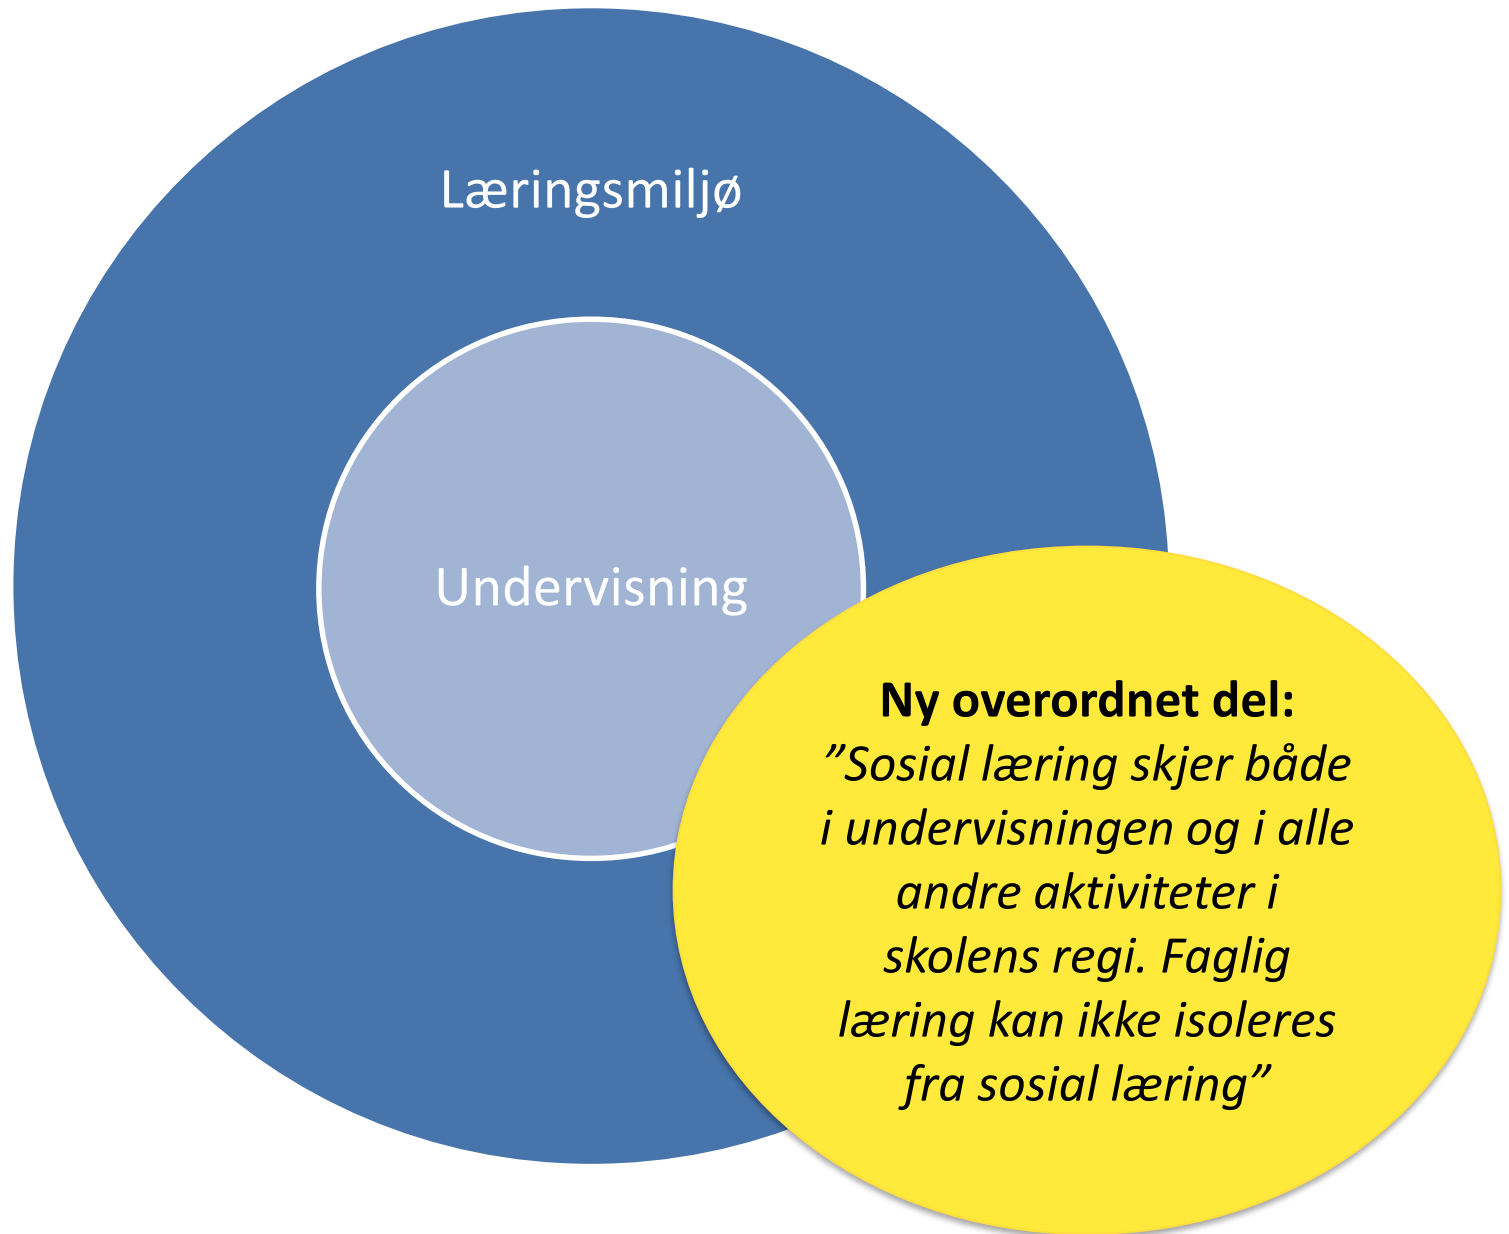 Læringsmiljø
Undervisning
Ny overordnet del:
”Sosial læring skjer både
i undervisningen og i alle
andre aktiviteter i
skolens regi. Faglig
læring kan ikke isoleres
fra sosial læring”